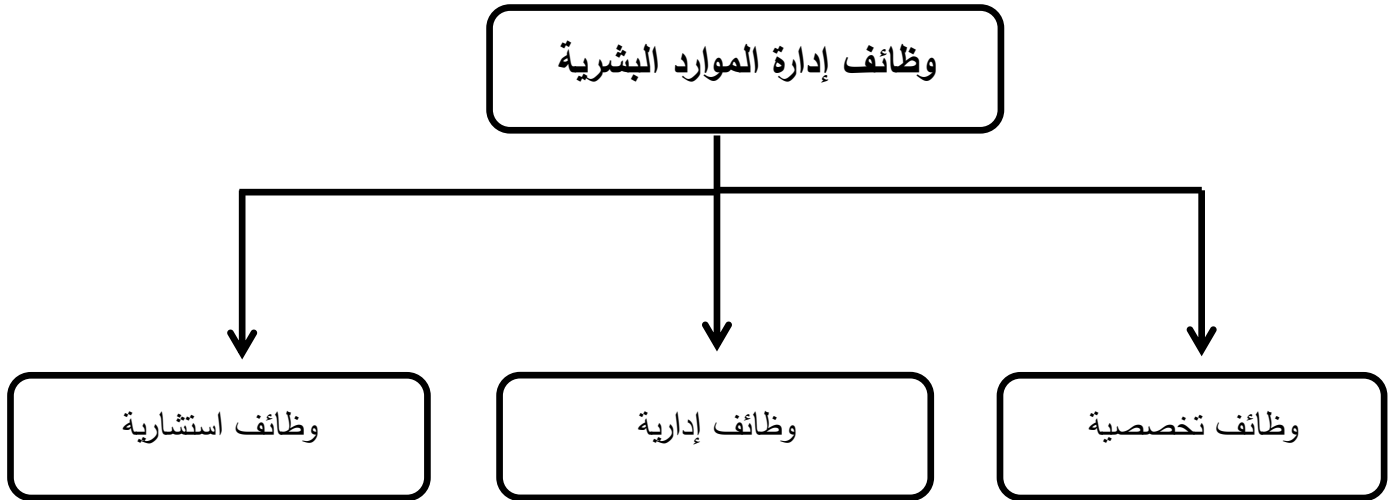 وظائف إدارة الموارد البشرية
وظائف تخصصية
وظائف إدارية
وظائف استشارية